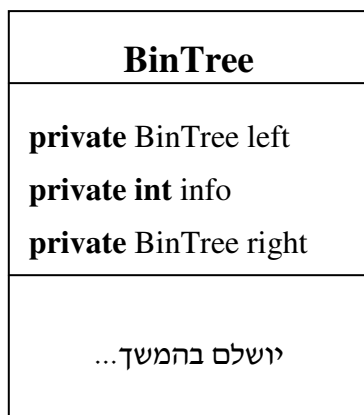 BinTree
private BinTree left
private int info
private BinTree right
יושלם בהמשך...